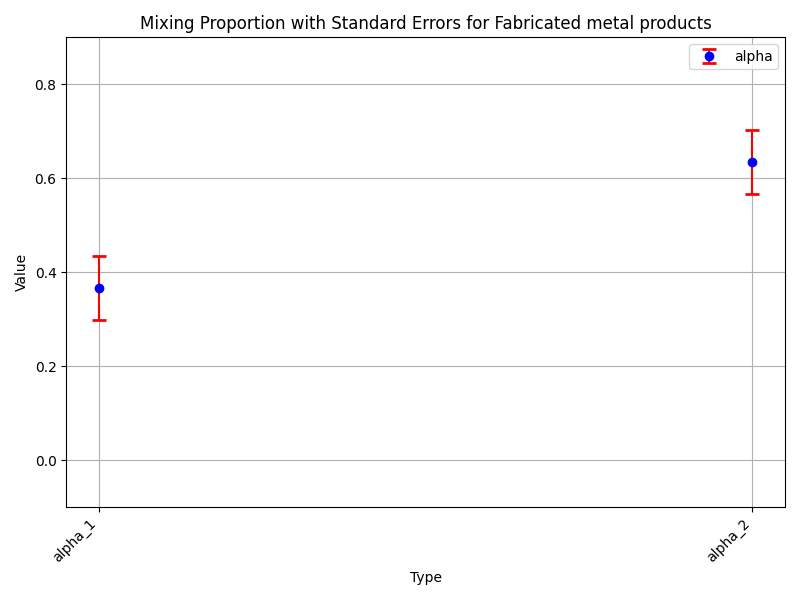 Mixing Proportion with Standard Errors for Fabricated metal products
alpha
0.8
0.6
0.4
0.2
0.0
Value
alpha_1
alpha_2
Type